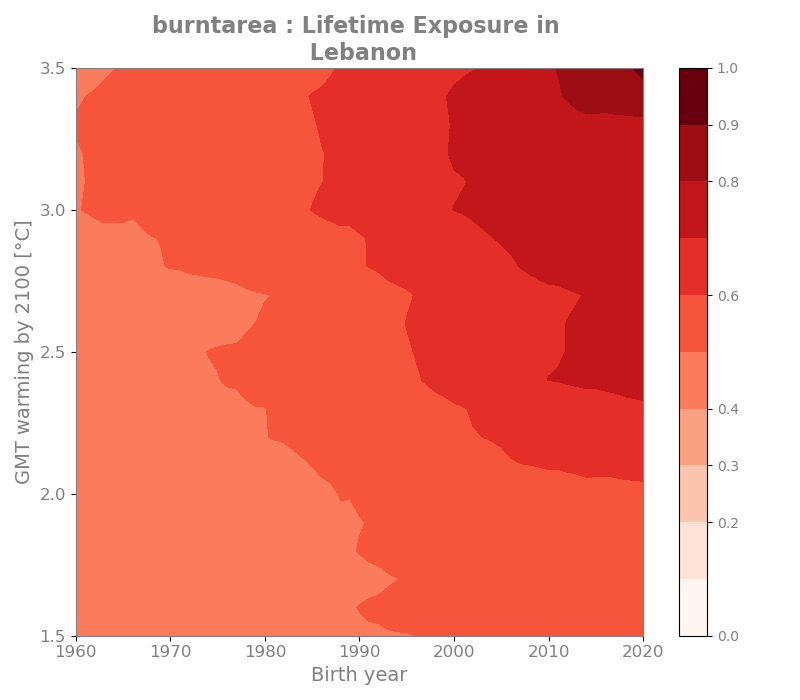 burntarea : Lifetime Exposure in
Lebanon
GMT warming by 2100 [°C]
3.5
3.0
2.5
2.0
1.5
1960 1970 1980 1990 2000 2010 2020
Birth year
1.0
0.9
0.8
0.6
0.4
0.3
0.2
0.0